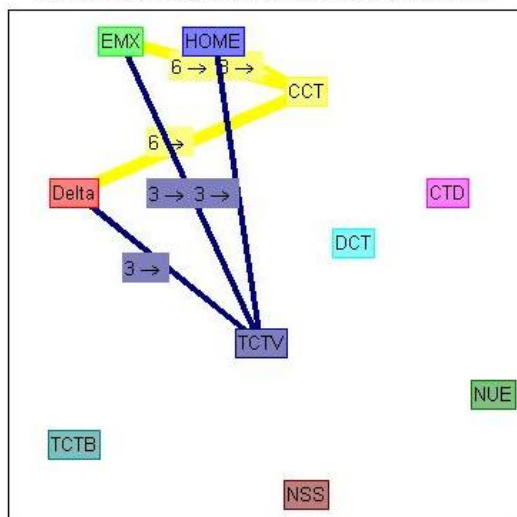 EMX HOME
6 → 3 →
CCT
6 →
Delta
3 → 3 →
CTD
DCT
3 →
TCTV
NUE
TCTB
NSS